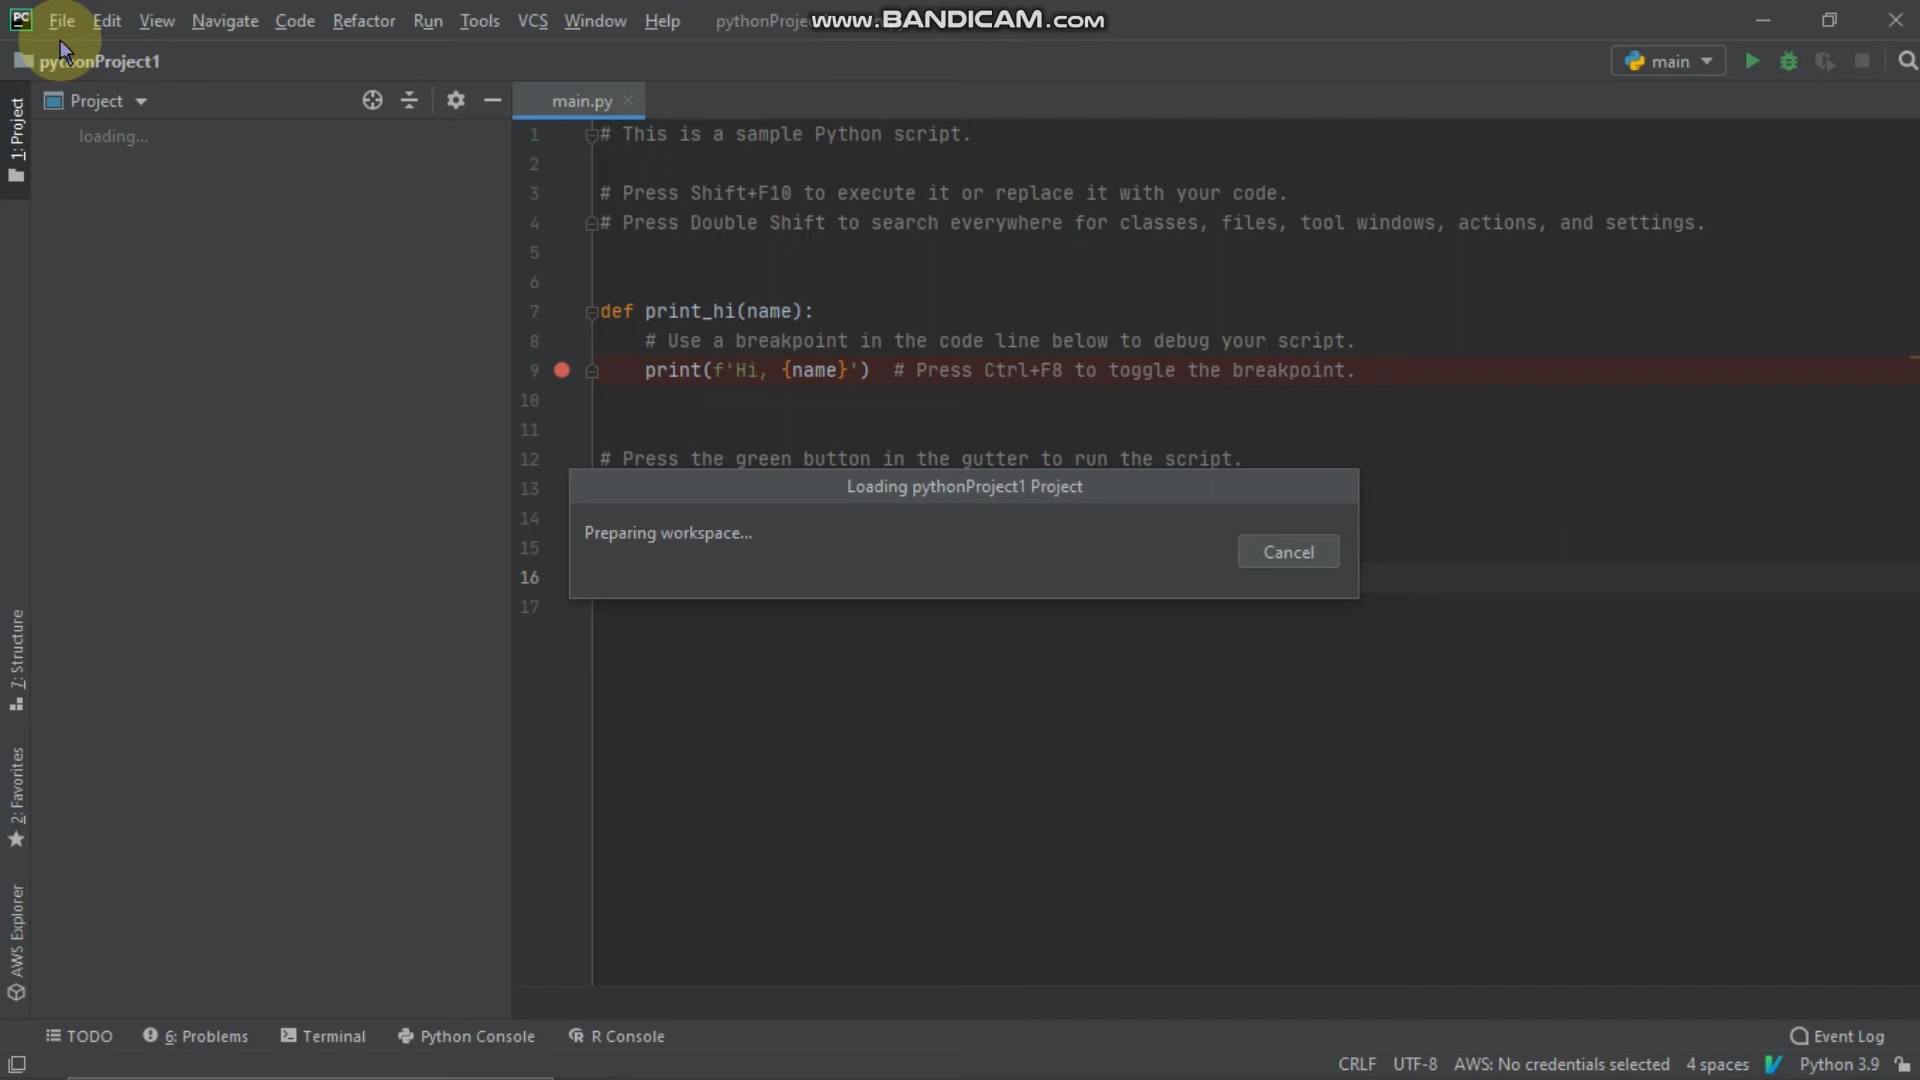 PC File Edit View Navigate Code Refactor Run Tools VCS Window Help pythonProje
www.BANDICAM.com
pythonProject1
main
Project
main.py
1: Project
loading...
1 # This is a sample Python script.
2
3 # Press Shift+F10 to execute it or replace it with your code.
4 # Press Double Shift to search everywhere for classes, files, tool windows, actions, and settings.
5
6
7 def print_hi(name):
8 # Use a breakpoint in the code line below to debug your script.
9 print(f'Hi, {name}') # Press Ctrl+F8 to toggle the breakpoint.
10
11
12 # Press the green button in the gutter to run the script.
13
14
15
16
17
Loading pythonProject1 Project
Preparing workspace...
Cancel
7: Structure
2: Favorites
AWS Explorer
TODO 6: Problems Terminal Python Console R Console Event Log
CRLF UTF-8 AWS: No credentials selected 4 spaces Python 3.9